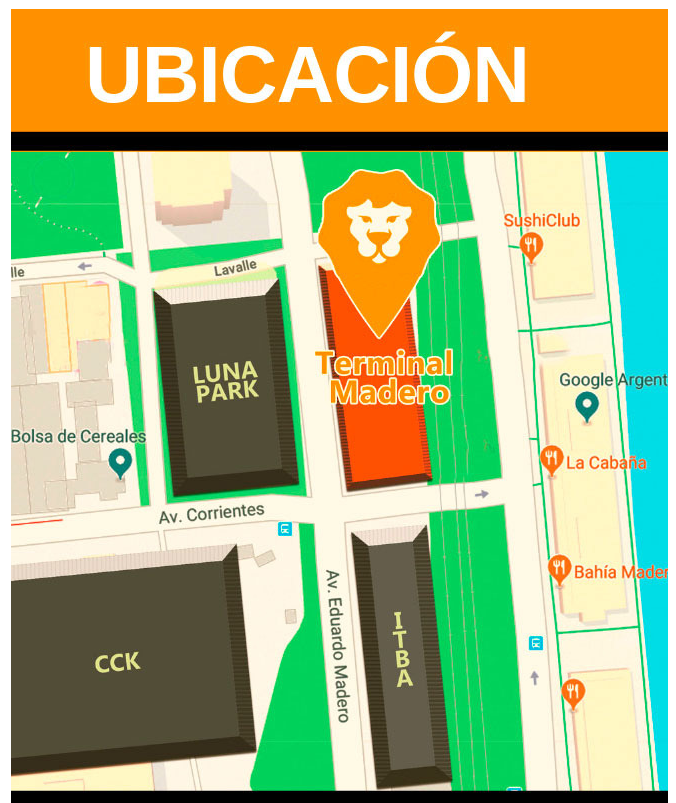 UBICACIÓN
SushiClub
lle
Lavalle
LUNA
PARK
Terminal
Madero
Google Argent
Bolsa de Cereales
La Cabaña
Av. Corrientes
Bahía Mader
Av. Eduardo Madero
ITBA
CCK